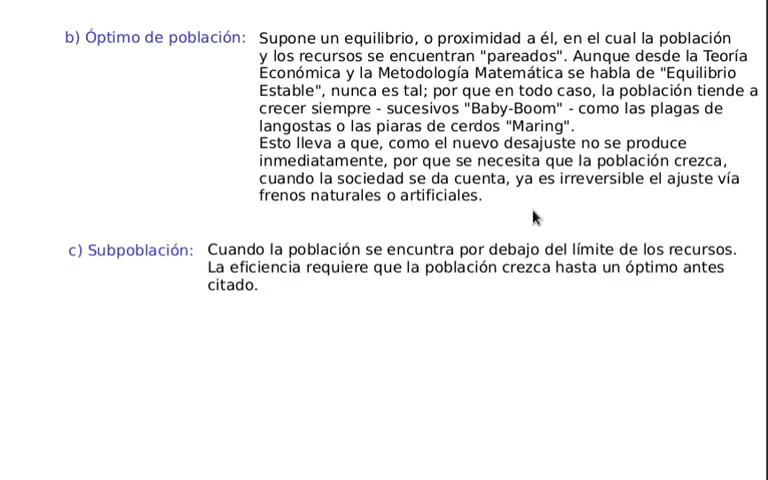 b) Óptimo de población: Supone un equilibrio, o proximidad a él, en el cual la población
y los recursos se encuentran "pareados". Aunque desde la Teoría
Económica y la Metodología Matemática se habla de "Equilibrio
Estable", nunca es tal; por que en todo caso, la población tiende a
crecer siempre - sucesivos "Baby-Boom" - como las plagas de
langostas o las piaras de cerdos "Maring".
Esto lleva a que, como el nuevo desajuste no se produce
inmediatamente, por que se necesita que la población crezca,
cuando la sociedad se da cuenta, ya es irreversible el ajuste vía
frenos naturales o artificiales.
c) Subpoblación: Cuando la población se encuntra por debajo del límite de los recursos.
La eficiencia requiere que la población crezca hasta un óptimo antes
citado.